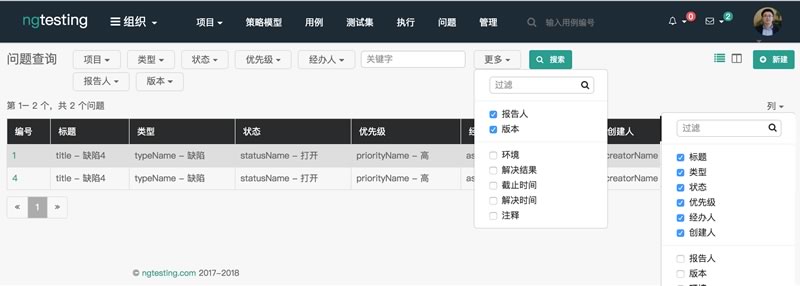 ngtesting 组织 项目 策略模型 用例 测试集 执行 问题 管理 输入用例编号 0 2
问题查询 项目 类型 状态 优先级 经办人 关键字 更多 搜索 新建
报告人 版本
过滤
第 1– 2 个，共 2 个问题 列
报告人
版本
环境
解决结果
截止时间
解决时间
注释
过滤
标题
类型
状态
优先级
经办人
创建人
报告人
版本
编号 标题 类型 状态 优先级 创建人
1 title – 缺陷4 typeName – 缺陷 statusName – 打开 priorityName – 高 as creatorName
4 title – 缺陷4 typeName – 缺陷 statusName – 打开 priorityName – 高 as creatorName
« 1 »
© ngtesting.com 2017–2018